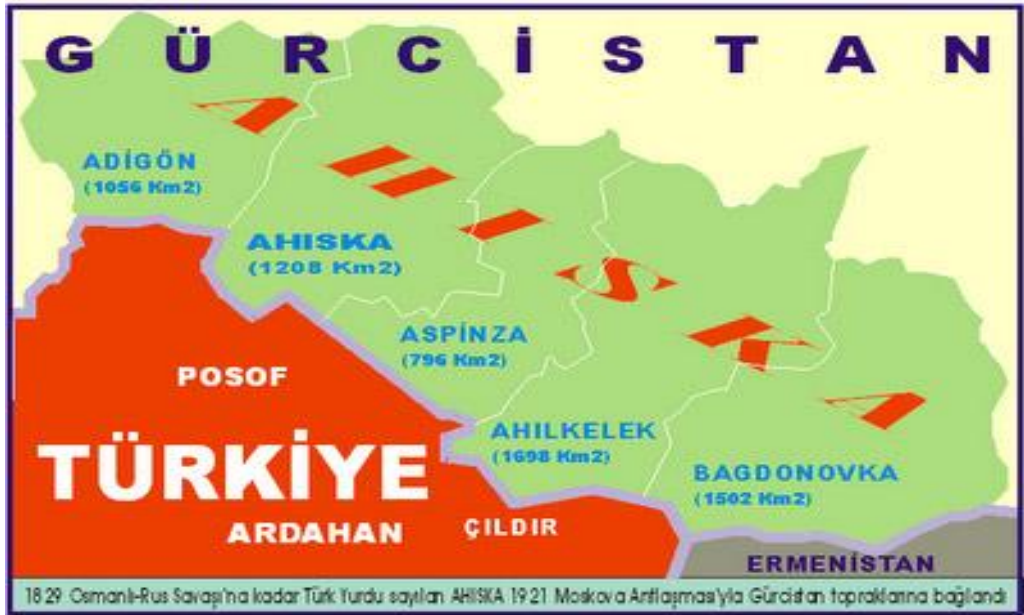 GÜRCİSTAN
AHISKA
ADİGÖN
(1056 Km2)
AHISKA
(1208 Km2)
ASPİNZA
(796 Km2)
POSOF
AHILKELEK
(1698 Km2)
TÜRKİYE
BAGDONOVKA
(1502 Km2)
ARDAHAN
ÇILDIR
ERMENİSTAN
1829 Osmanlı-Rus Savaşı'na kadar Türk Yurdu sayılan AHISKA 1921 Moskova Antlaşması'yla Gürcistan topraklarına bağlandı